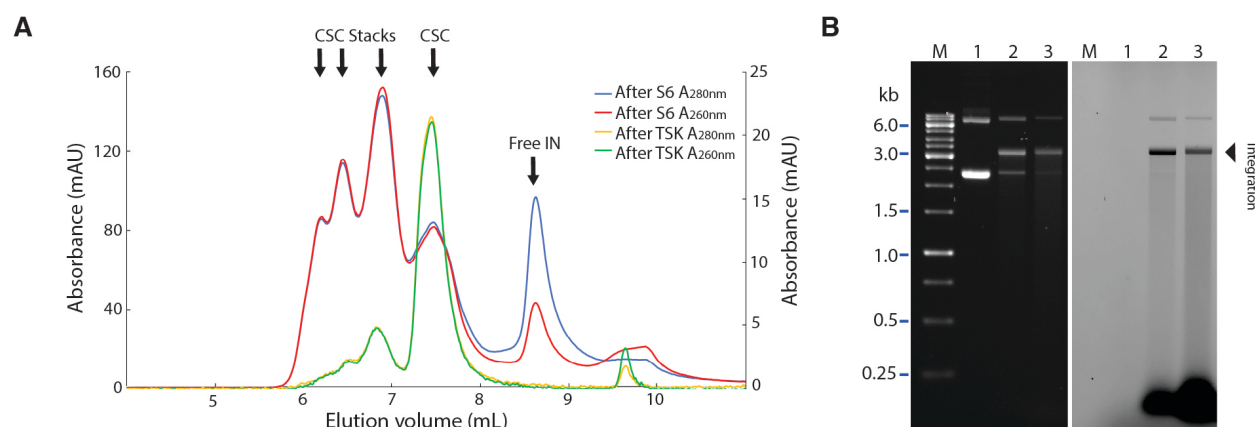 A
CSC Stacks
CSC
Free IN
After S6 A280nm
After S6 A260nm
After TSK A280nm
After TSK A260nm
Absorbance (mAU)
160
120
80
40
0
25
20
15
10
5
0
Absorbance (mAU)
5 6 7 8 9 10
Elution volume (mL)
B
M 1 2 3 M 1 2 3
kb
6.0
3.0
1.5
1.0
0.5
0.25
Integration